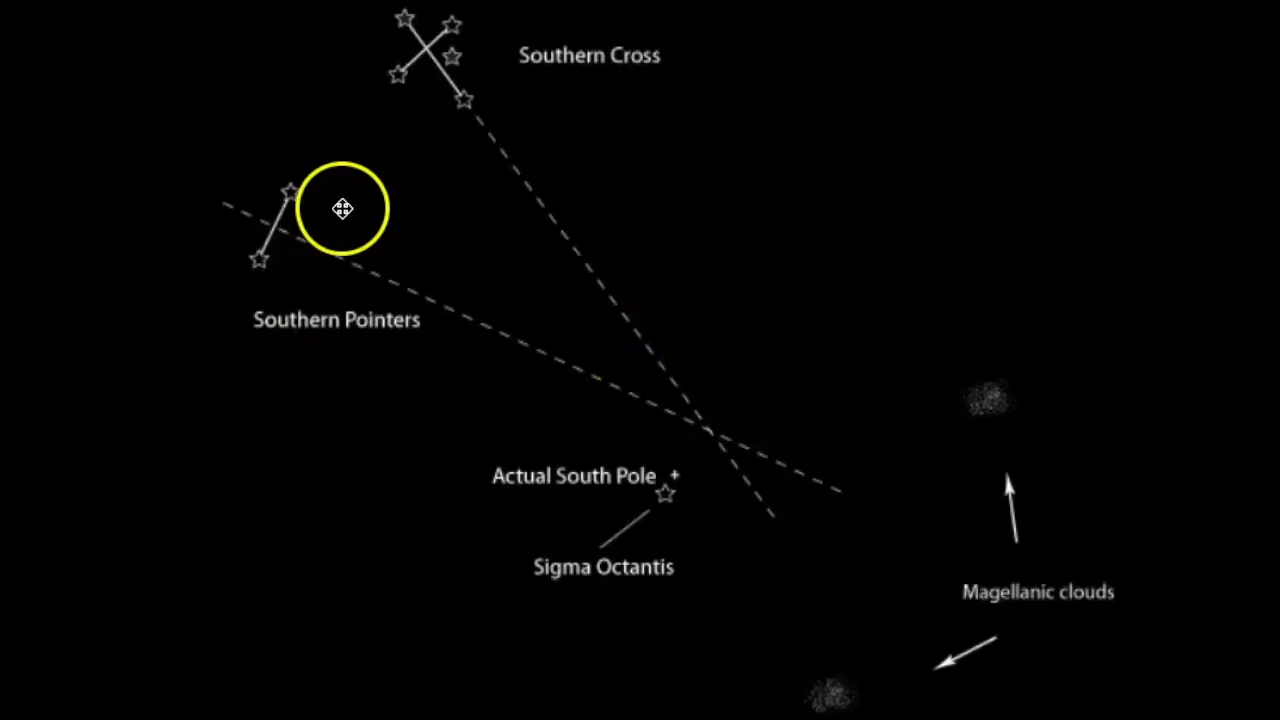 Southern Cross
Southern Pointers
Actual South Pole
Sigma Octantis
Magellanic clouds